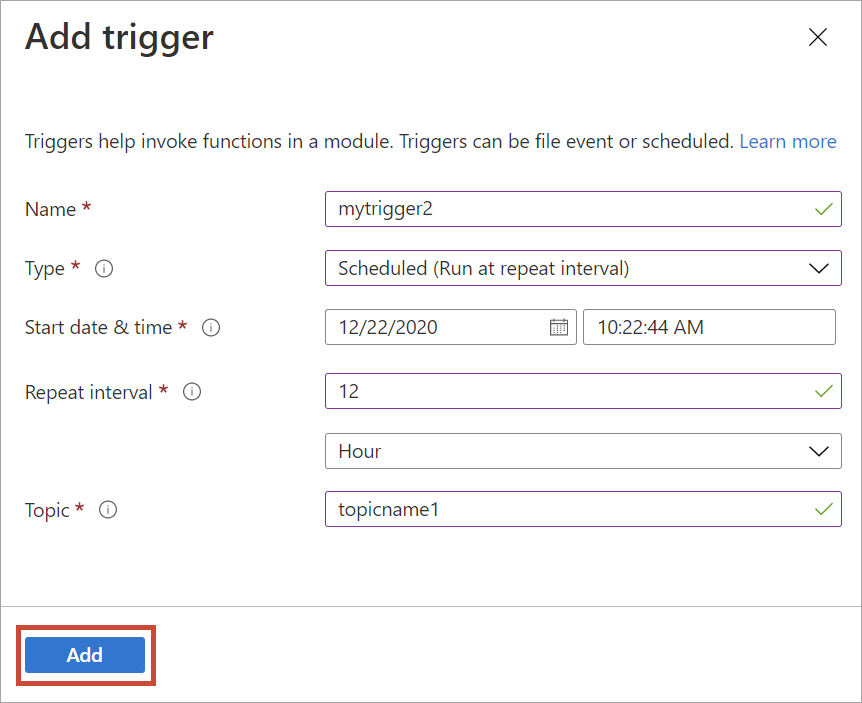 Add trigger
Triggers help invoke functions in a module. Triggers can be file event or scheduled. Learn more
Name * mytrigger2
Type * Scheduled (Run at repeat interval)
Start date & time * 12/22/2020 10:22:44 AM
Repeat interval * 12
Hour
Topic * topicname1
Add